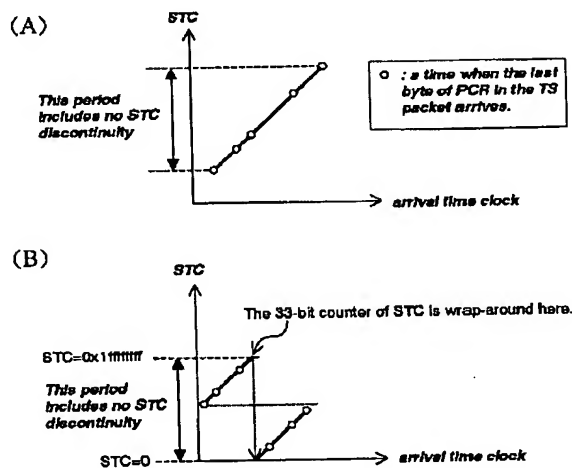 (A)
STC
This period
includes no STC
discontinuity
o : a time when the last
byte of PCR in the TS
packet arrives.
arrival time clock
(B)
STC
The 33-bit counter of STC is wrap-around here.
STC=0x1ffffffff
This period
includes no STC
discontinuity
STC=0
arrival time clock